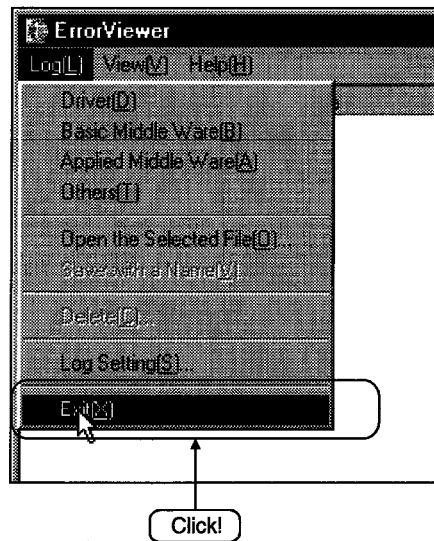 ErrorViewer
Log(L) View(V) Help(H)
Driver(D)
Basic Middle Ware(B)
Applied Middle Ware(A)
Others(T)
Open the Selected File(O)...
Save with a Name(V)...
Delete(C)...
Log Setting(S)...
Exit(X)
Click!